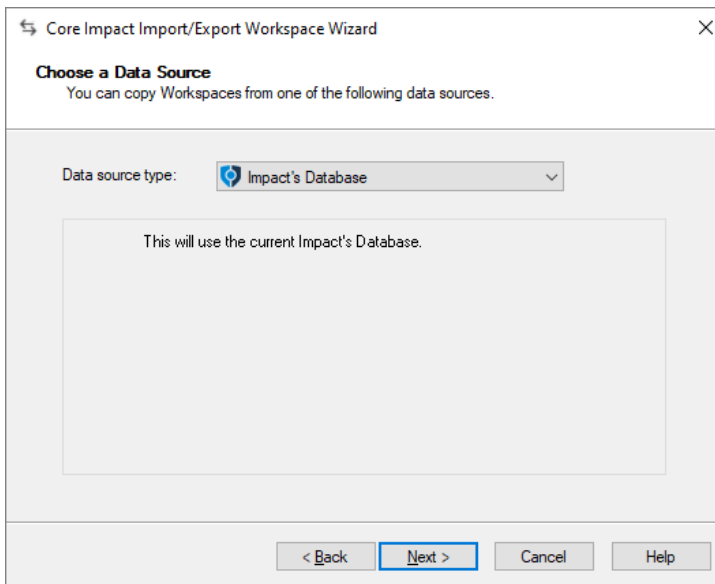 Core Impact Import/Export Workspace Wizard
Choose a Data Source
You can copy Workspaces from one of the following data sources.
Data source type: Impact's Database
This will use the current Impact's Database.
< Back Next > Cancel Help